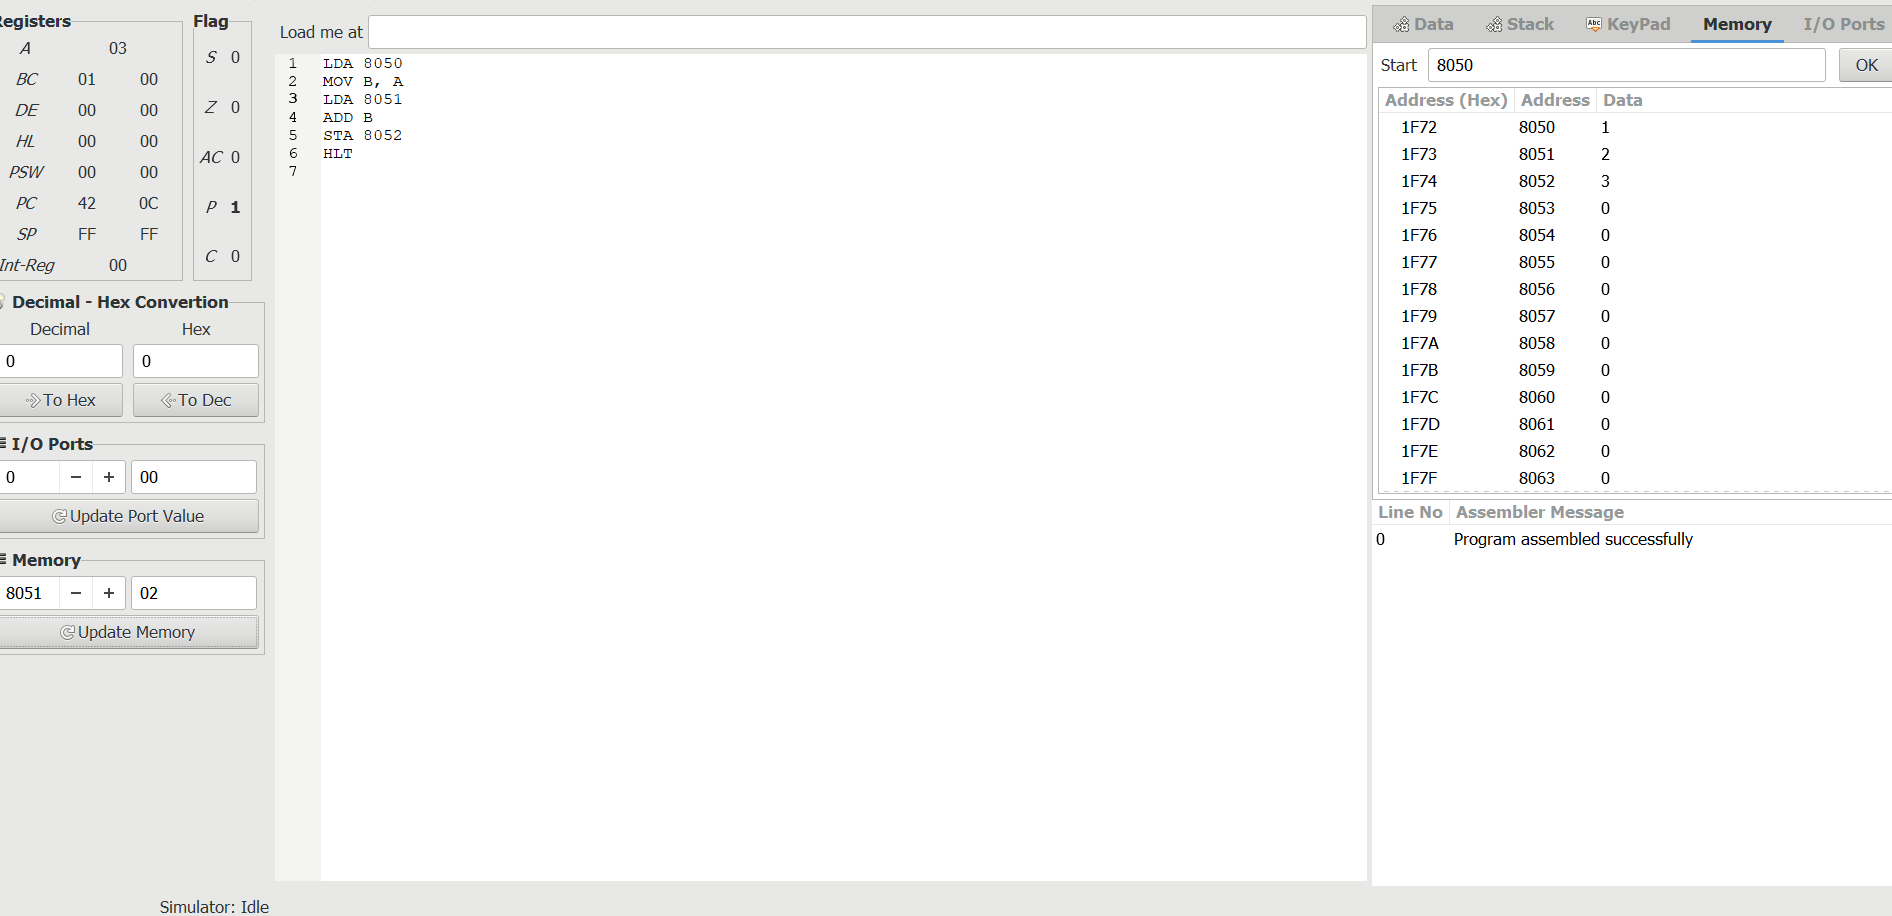 Registers
A 03
BC 01 00
DE 00 00
HL 00 00
PSW 00 00
PC 42 0C
SP FF FF
Int-Reg 00
Flag
S 0
Z 0
AC 0
P 1
C 0
Decimal - Hex Convertion
Decimal Hex
0 0
To Hex To Dec
I/O Ports
0 − + 00
Update Port Value
Memory
8051 − + 02
Update Memory
Load me at
1 LDA 8050
2 MOV B, A
3 LDA 8051
4 ADD B
5 STA 8052
6 HLT
7
Data Stack Abc KeyPad Memory I/O Ports
Start 8050 OK
Address (Hex) Address Data
1F72 8050 1
1F73 8051 2
1F74 8052 3
1F75 8053 0
1F76 8054 0
1F77 8055 0
1F78 8056 0
1F79 8057 0
1F7A 8058 0
1F7B 8059 0
1F7C 8060 0
1F7D 8061 0
1F7E 8062 0
1F7F 8063 0
Line No Assembler Message
0 Program assembled successfully
Simulator: Idle